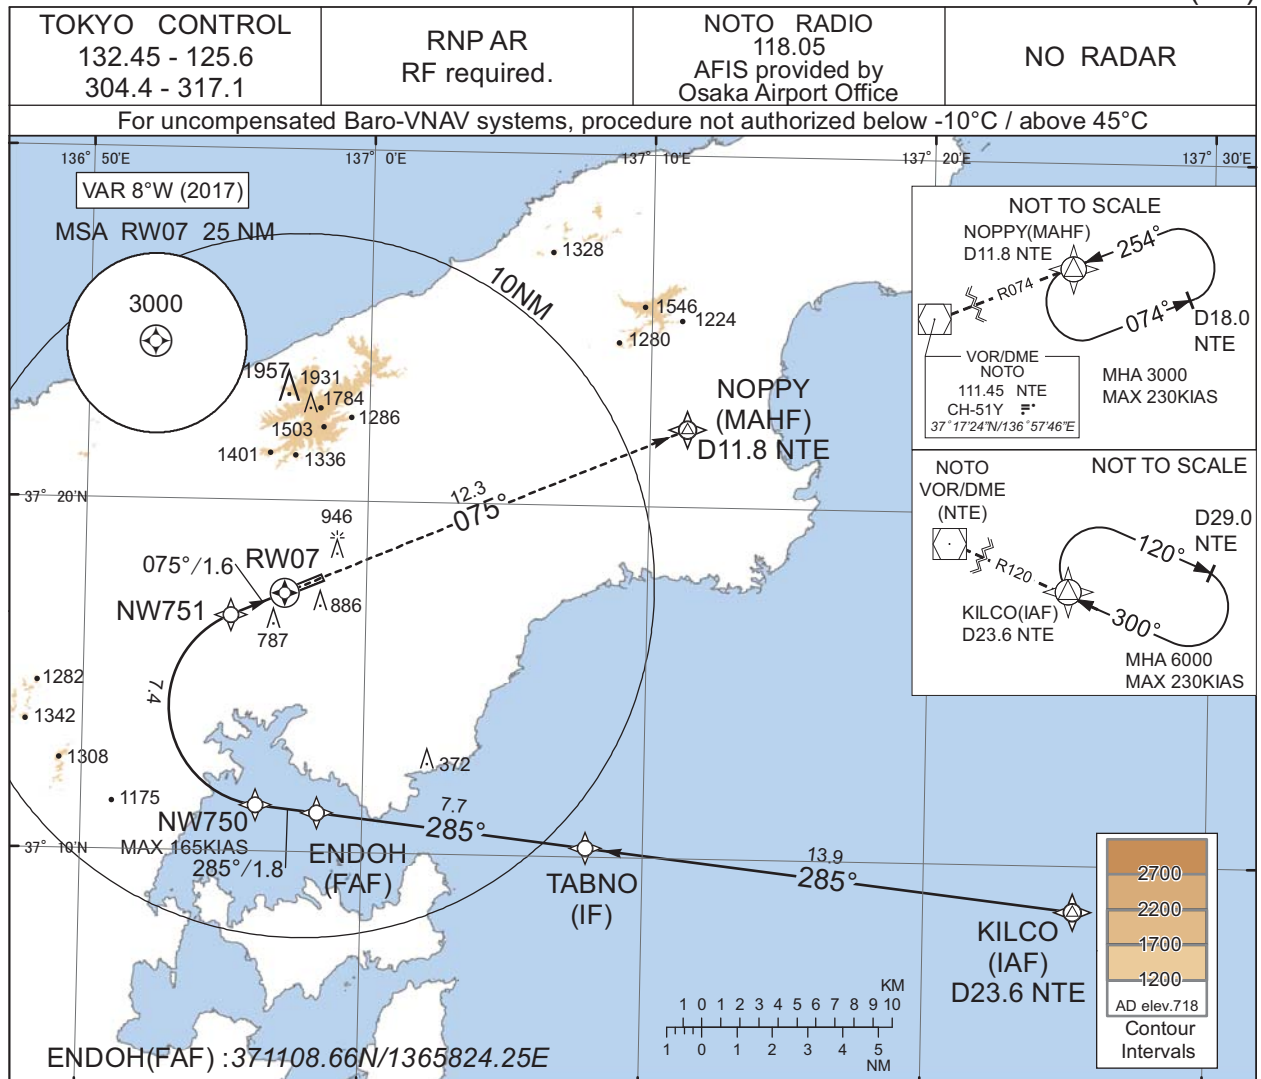 TOKYO CONTROL
132.45 - 125.6
304.4 - 317.1
RNP AR
RF required.
NOTO RADIO
118.05
AFIS provided by
Osaka Airport Office
NO RADAR
For uncompensated Baro-VNAV systems, procedure not authorized below -10°C / above 45°C
136° 50'E
137° 0'E
137° 10'E
137° 20'E
137° 30'E
VAR 8°W (2017)
MSA RW07 25 NM
3000
10NM
1328
1546
1224
1280
1957
1931
1784
1286
1503
1401
1336
NOPPY
(MAHF)
D11.8 NTE
12.3
075°
37° 20'N
946
RW07
075°/1.6
NW751
886
787
7.4
1282
1342
1308
1175
372
NW750
MAX 165KIAS
285°/1.8
37° 10'N
ENDOH
(FAF)
7.7
285°
TABNO
(IF)
13.9
285°
KILCO
(IAF)
D23.6 NTE
NOT TO SCALE
NOPPY(MAHF)
D11.8 NTE
254°
R074
074°
D18.0
NTE
VOR/DME
NOTO
111.45 NTE
CH-51Y
37°17'24"N/136°57'46"E
MHA 3000
MAX 230KIAS
NOTO
VOR/DME
(NTE)
NOT TO SCALE
D29.0
NTE
120°
R120
KILCO(IAF)
D23.6 NTE
300°
MHA 6000
MAX 230KIAS
2700
2200
1700
1200
AD elev.718
Contour
Intervals
KM
1 0 1 2 3 4 5 6 7 8 9 10
1 0 1 2 3 4 5
NM
ENDOH(FAF) :371108.66N/1365824.25E